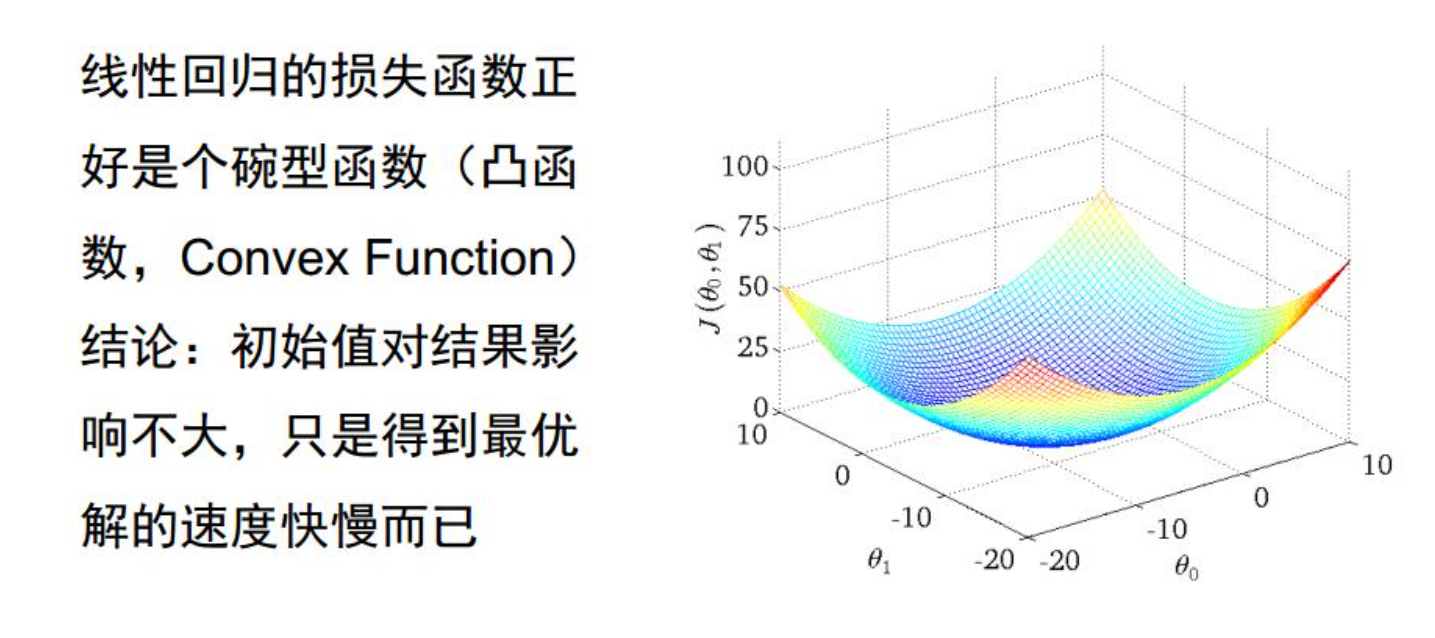 线性回归的损失函数正
好是个碗型函数（凸函
数，Convex Function）
结论：初始值对结果影
响不大，只是得到最优
解的速度快慢而已
100
75
50
25
0
J(θ₀,θ₁)
10
0
-10
-20
θ₁
-20
-10
0
10
θ₀